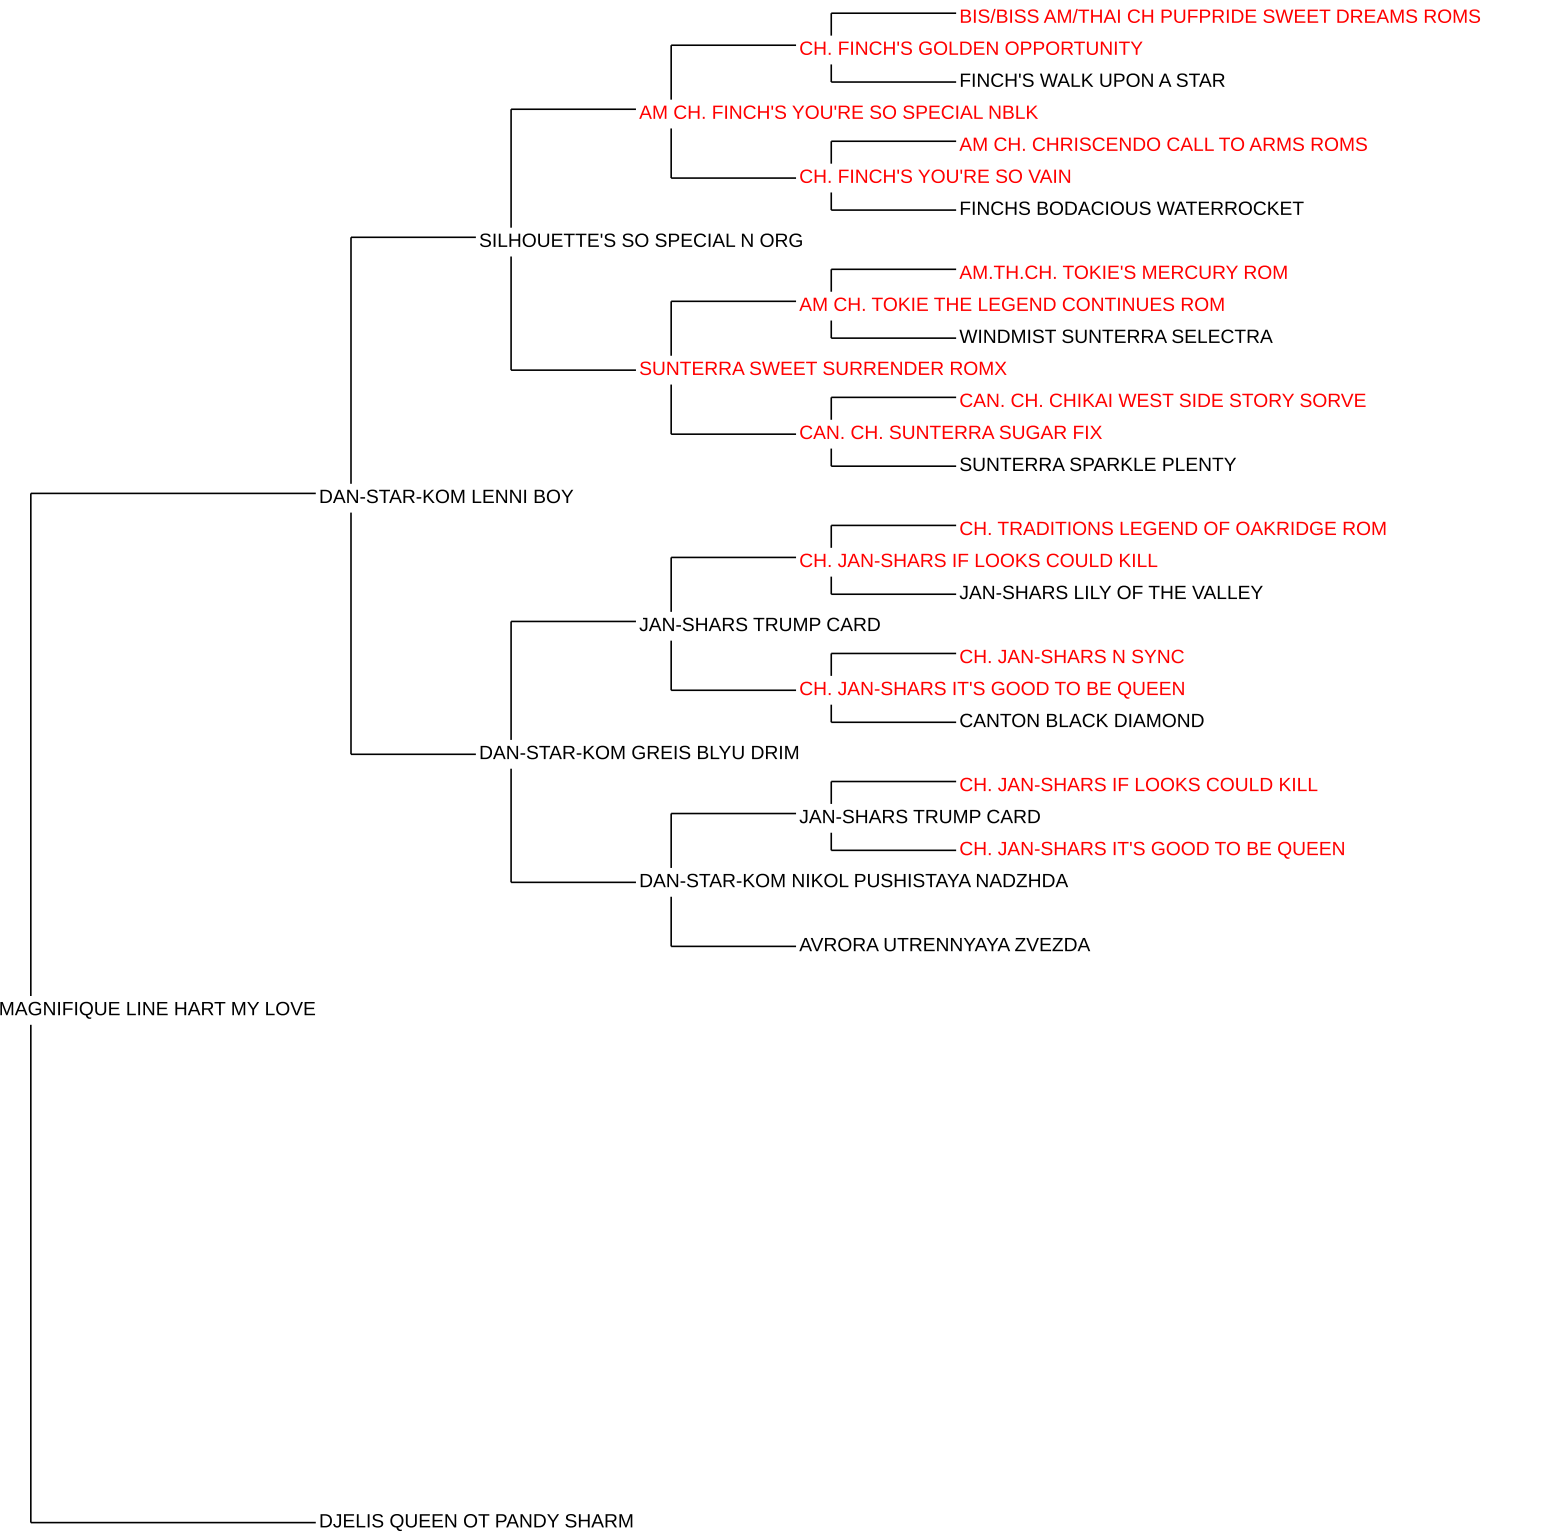 BIS/BISS AM/THAI CH PUFPRIDE SWEET DREAMS ROMS
CH. FINCH'S GOLDEN OPPORTUNITY
FINCH'S WALK UPON A STAR
AM CH. FINCH'S YOU'RE SO SPECIAL NBLK
AM CH. CHRISCENDO CALL TO ARMS ROMS
CH. FINCH'S YOU'RE SO VAIN
FINCHS BODACIOUS WATERROCKET
SILHOUETTE'S SO SPECIAL N ORG
AM.TH.CH. TOKIE'S MERCURY ROM
AM CH. TOKIE THE LEGEND CONTINUES ROM
WINDMIST SUNTERRA SELECTRA
SUNTERRA SWEET SURRENDER ROMX
CAN. CH. CHIKAI WEST SIDE STORY SORVE
CAN. CH. SUNTERRA SUGAR FIX
SUNTERRA SPARKLE PLENTY
DAN-STAR-KOM LENNI BOY
CH. TRADITIONS LEGEND OF OAKRIDGE ROM
CH. JAN-SHARS IF LOOKS COULD KILL
JAN-SHARS LILY OF THE VALLEY
JAN-SHARS TRUMP CARD
CH. JAN-SHARS N SYNC
CH. JAN-SHARS IT'S GOOD TO BE QUEEN
CANTON BLACK DIAMOND
DAN-STAR-KOM GREIS BLYU DRIM
CH. JAN-SHARS IF LOOKS COULD KILL
JAN-SHARS TRUMP CARD
CH. JAN-SHARS IT'S GOOD TO BE QUEEN
DAN-STAR-KOM NIKOL PUSHISTAYA NADZHDA
AVRORA UTRENNYAYA ZVEZDA
MAGNIFIQUE LINE HART MY LOVE
DJELIS QUEEN OT PANDY SHARM